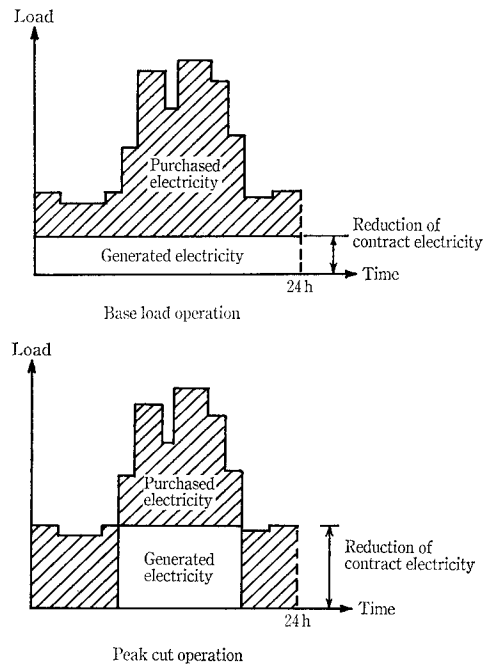 Load
Purchased
electricity
Reduction of
contract electricity
Generated electricity
Time
24 h
Base load operation
Load
Purchased
electricity
Generated
electricity
Reduction of
contract electricity
Time
24 h
Peak cut operation